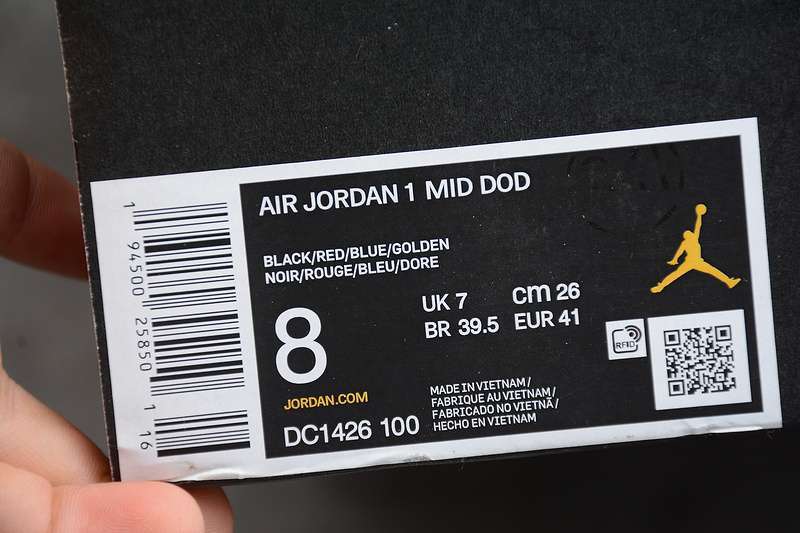 AIR JORDAN 1 MID DOD
BLACK/RED/BLUE/GOLDEN
NOIR/ROUGE/BLEU/DORE
8
UK 7
cm 26
BR 39.5
EUR 41
RFID
JORDAN.COM
DC1426 100
MADE IN VIETNAM/
FABRIQUE AU VIETNAM/
FABRICADO NO VIETNÃ/
HECHO EN VIETNAM
1 94500 25850 1 16